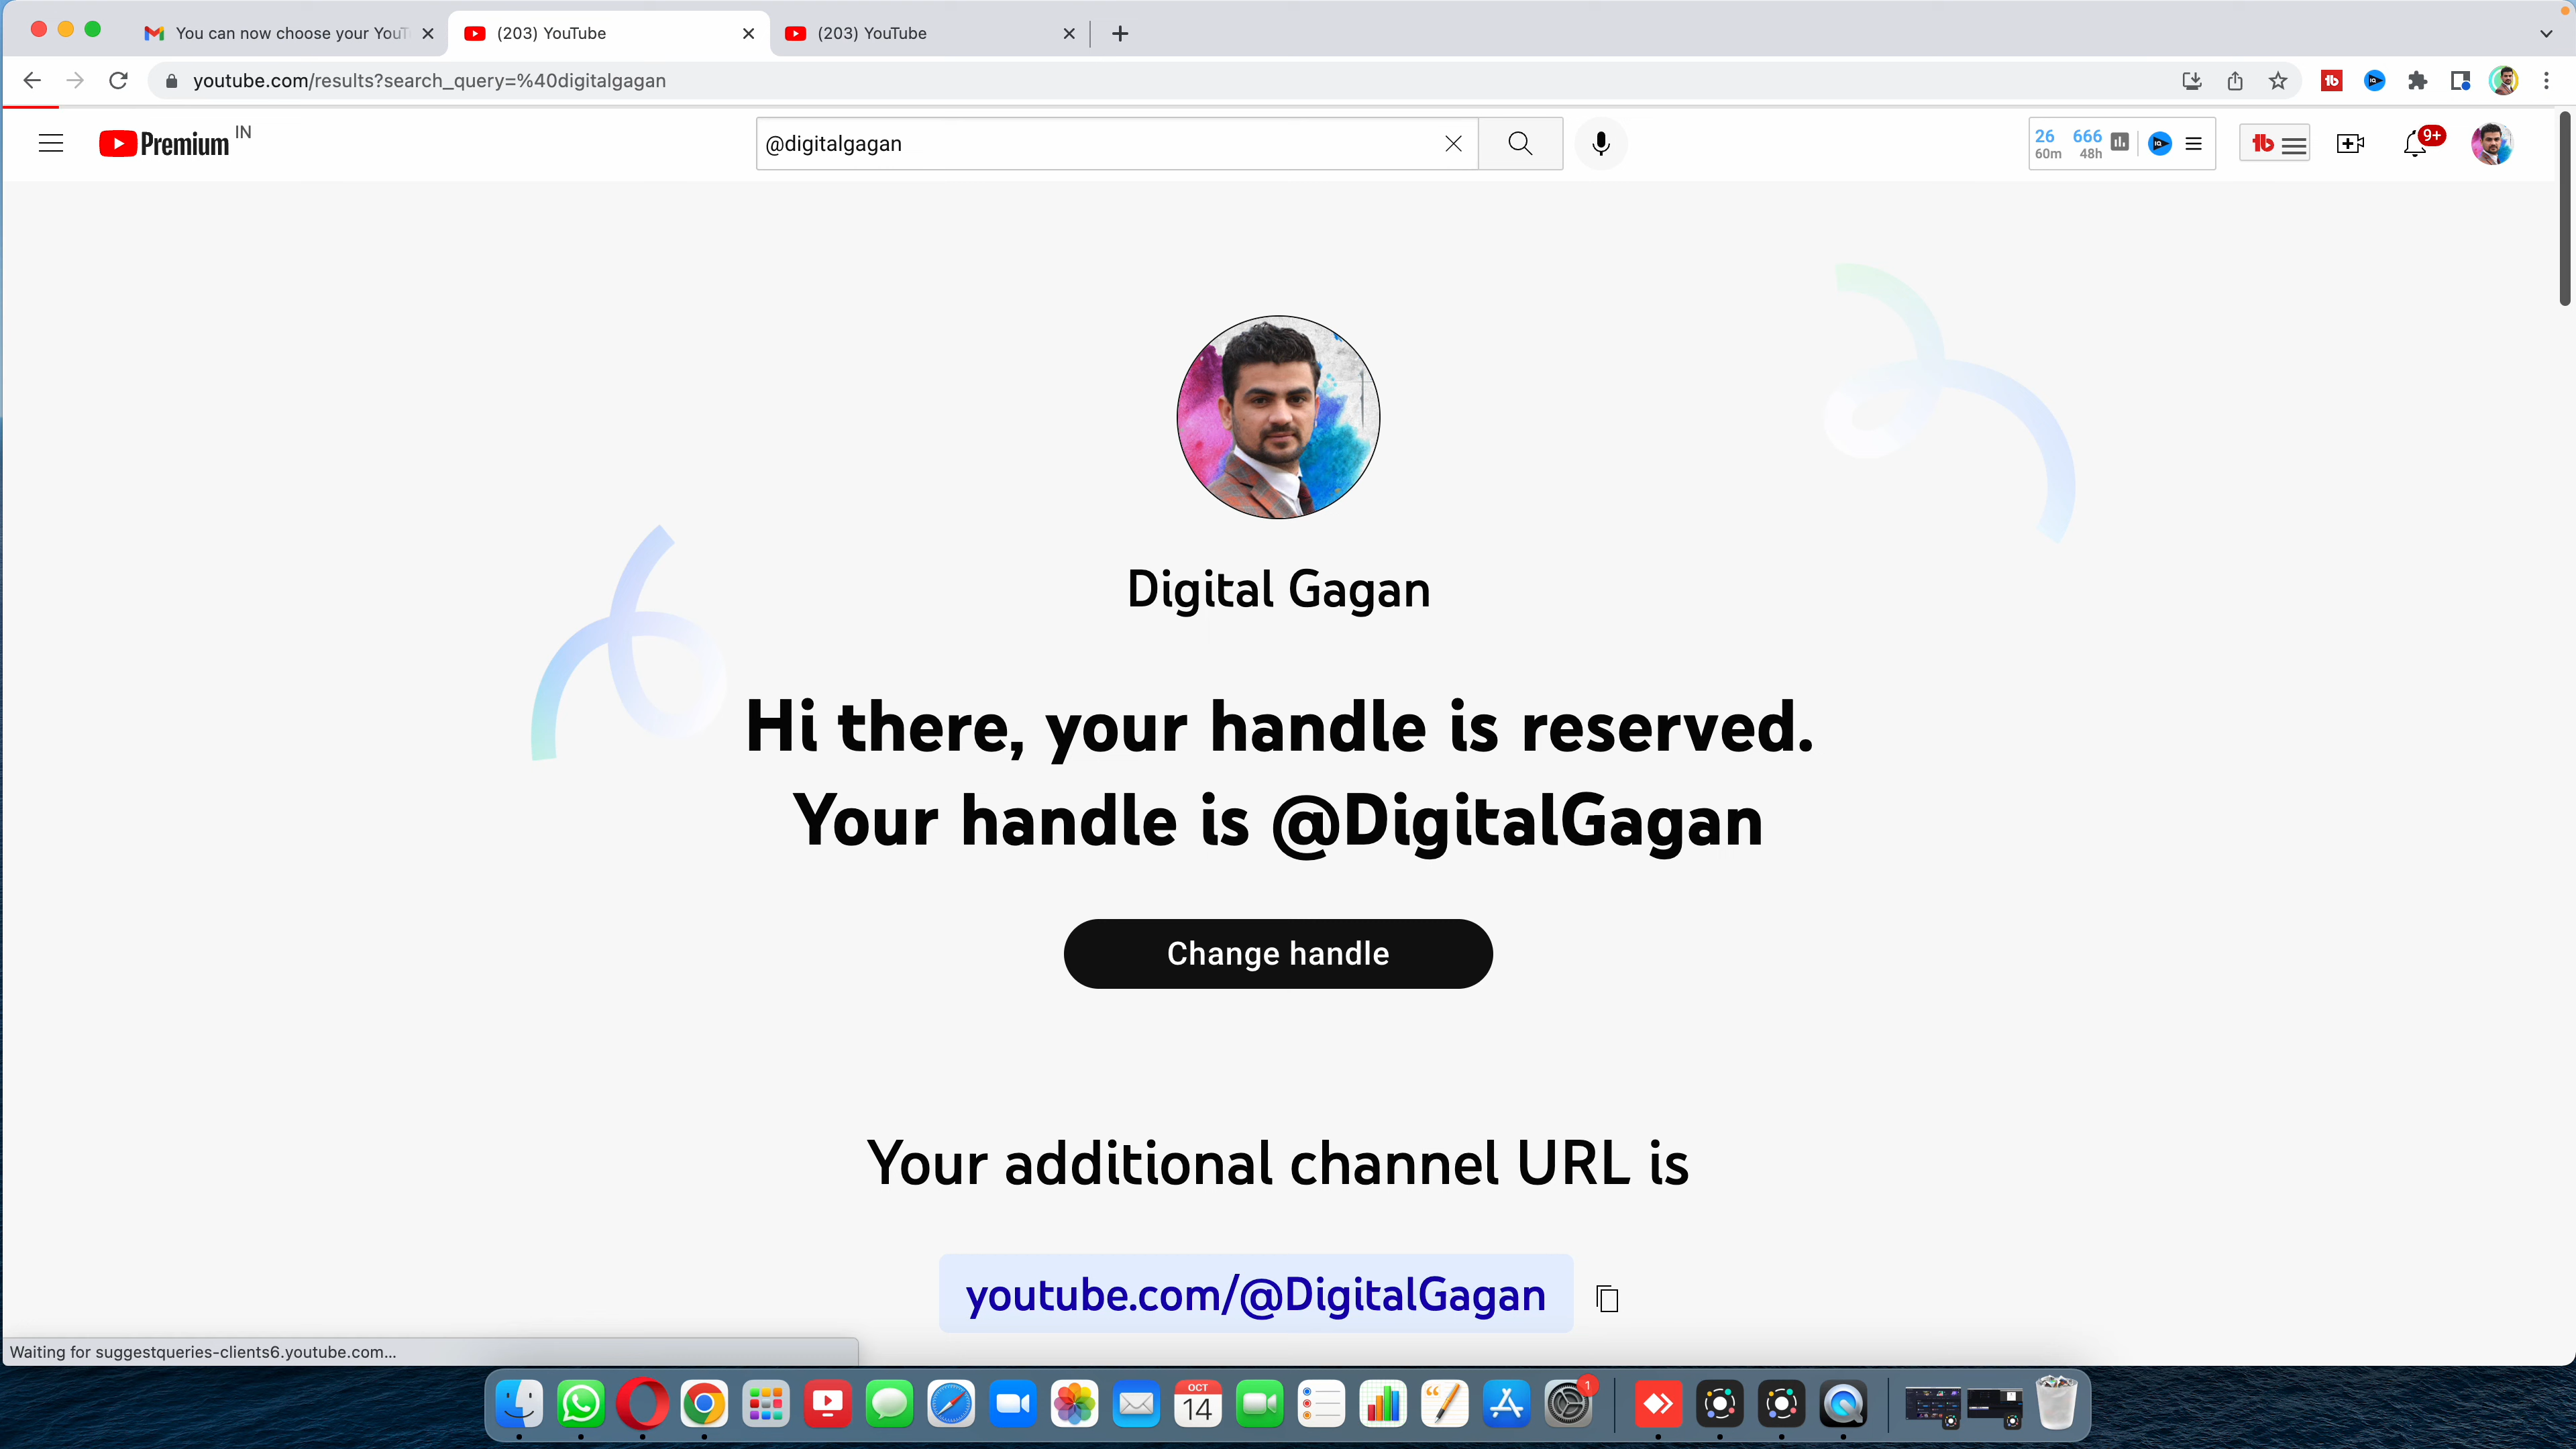 You can now choose your YouT
(203) YouTube
(203) YouTube
youtube.com/results?search_query=%40digitalgagan
Premium IN
@digitalgagan
26 666
60m 48h
9+
Digital Gagan
Hi there, your handle is reserved.
Your handle is @DigitalGagan
Change handle
Your additional channel URL is
youtube.com/@DigitalGagan
Waiting for suggestqueries-clients6.youtube.com...
OCT
14
1